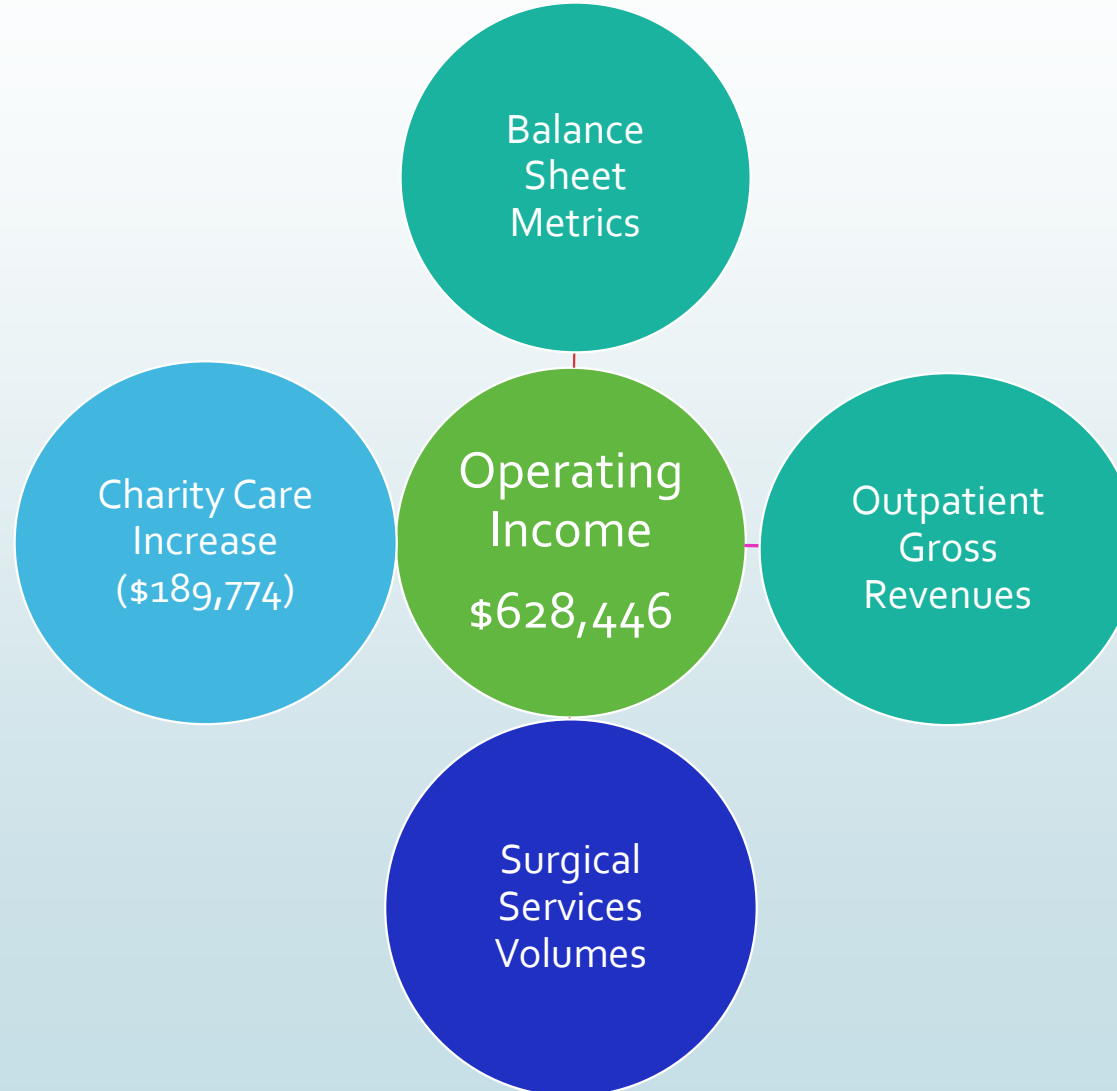 Balance
Sheet
Metrics
Charity Care
Increase
($189,774)
Operating
Income
$628,446
Outpatient
Gross
Revenues
Surgical
Services
Volumes